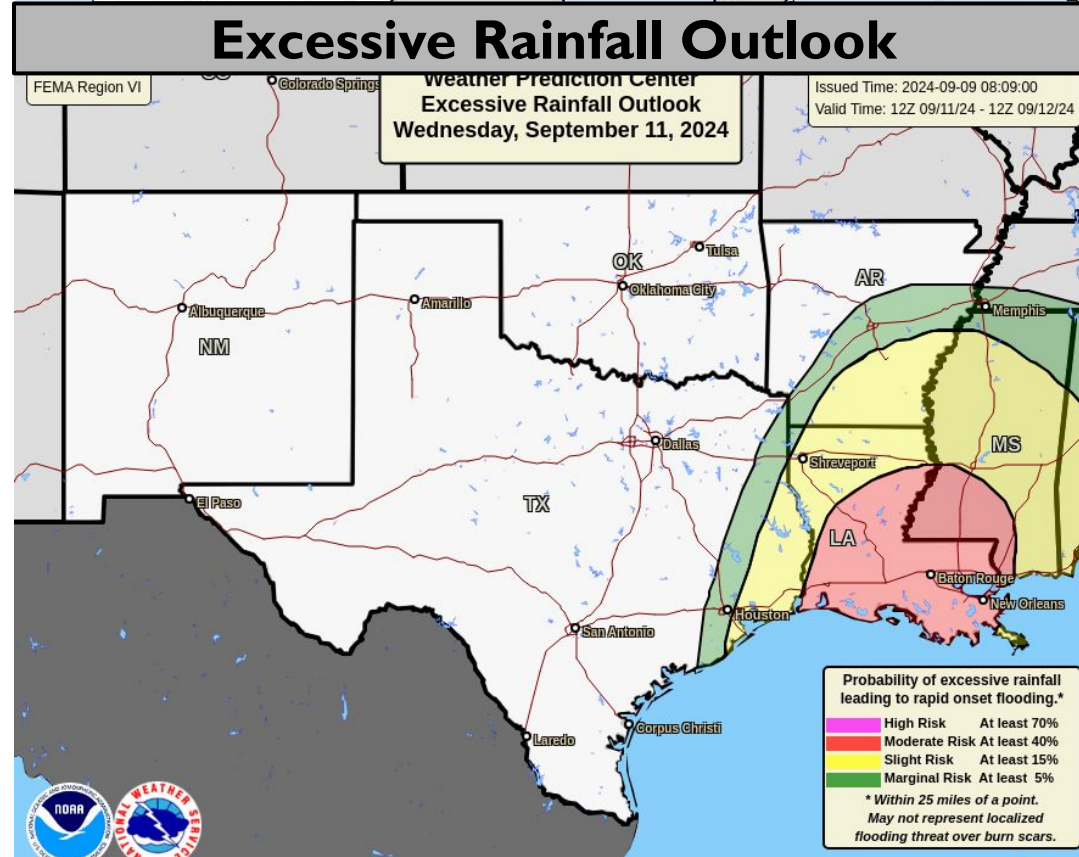 Excessive Rainfall Outlook
FEMA Region VI
Colorado Springs
Weather Prediction Center
Excessive Rainfall Outlook
Wednesday, September 11, 2024
Issued Time: 2024-09-09 08:09:00
Valid Time: 12Z 09/11/24 - 12Z 09/12/24
Tulsa
OK
Oklahoma City
AR
Albuquerque
Amarillo
Memphis
NM
Dallas
MS
Shreveport
El Paso
TX
LA
Baton Rouge
New Orleans
Houston
San Antonio
Corpus Christi
Laredo
Probability of excessive rainfall
leading to rapid onset flooding.*
High Risk At least 70%
Moderate Risk At least 40%
Slight Risk At least 15%
Marginal Risk At least 5%
* Within 25 miles of a point.
May not represent localized
flooding threat over burn scars.
NOAA
NATIONAL WEATHER SERVICE